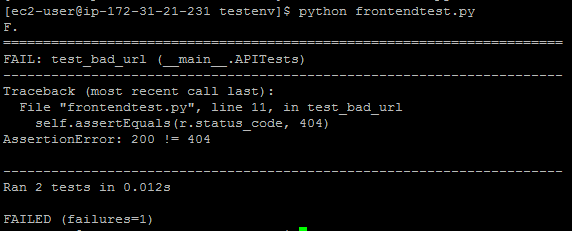 [ec2-user@ip-172-31-21-231 testenv]$ python frontendtest.py
F.
======================================================================
FAIL: test_bad_url (__main__.APITests)
----------------------------------------------------------------------
Traceback (most recent call last):
  File "frontendtest.py", line 11, in test_bad_url
    self.assertEquals(r.status_code, 404)
AssertionError: 200 != 404

----------------------------------------------------------------------
Ran 2 tests in 0.012s

FAILED (failures=1)